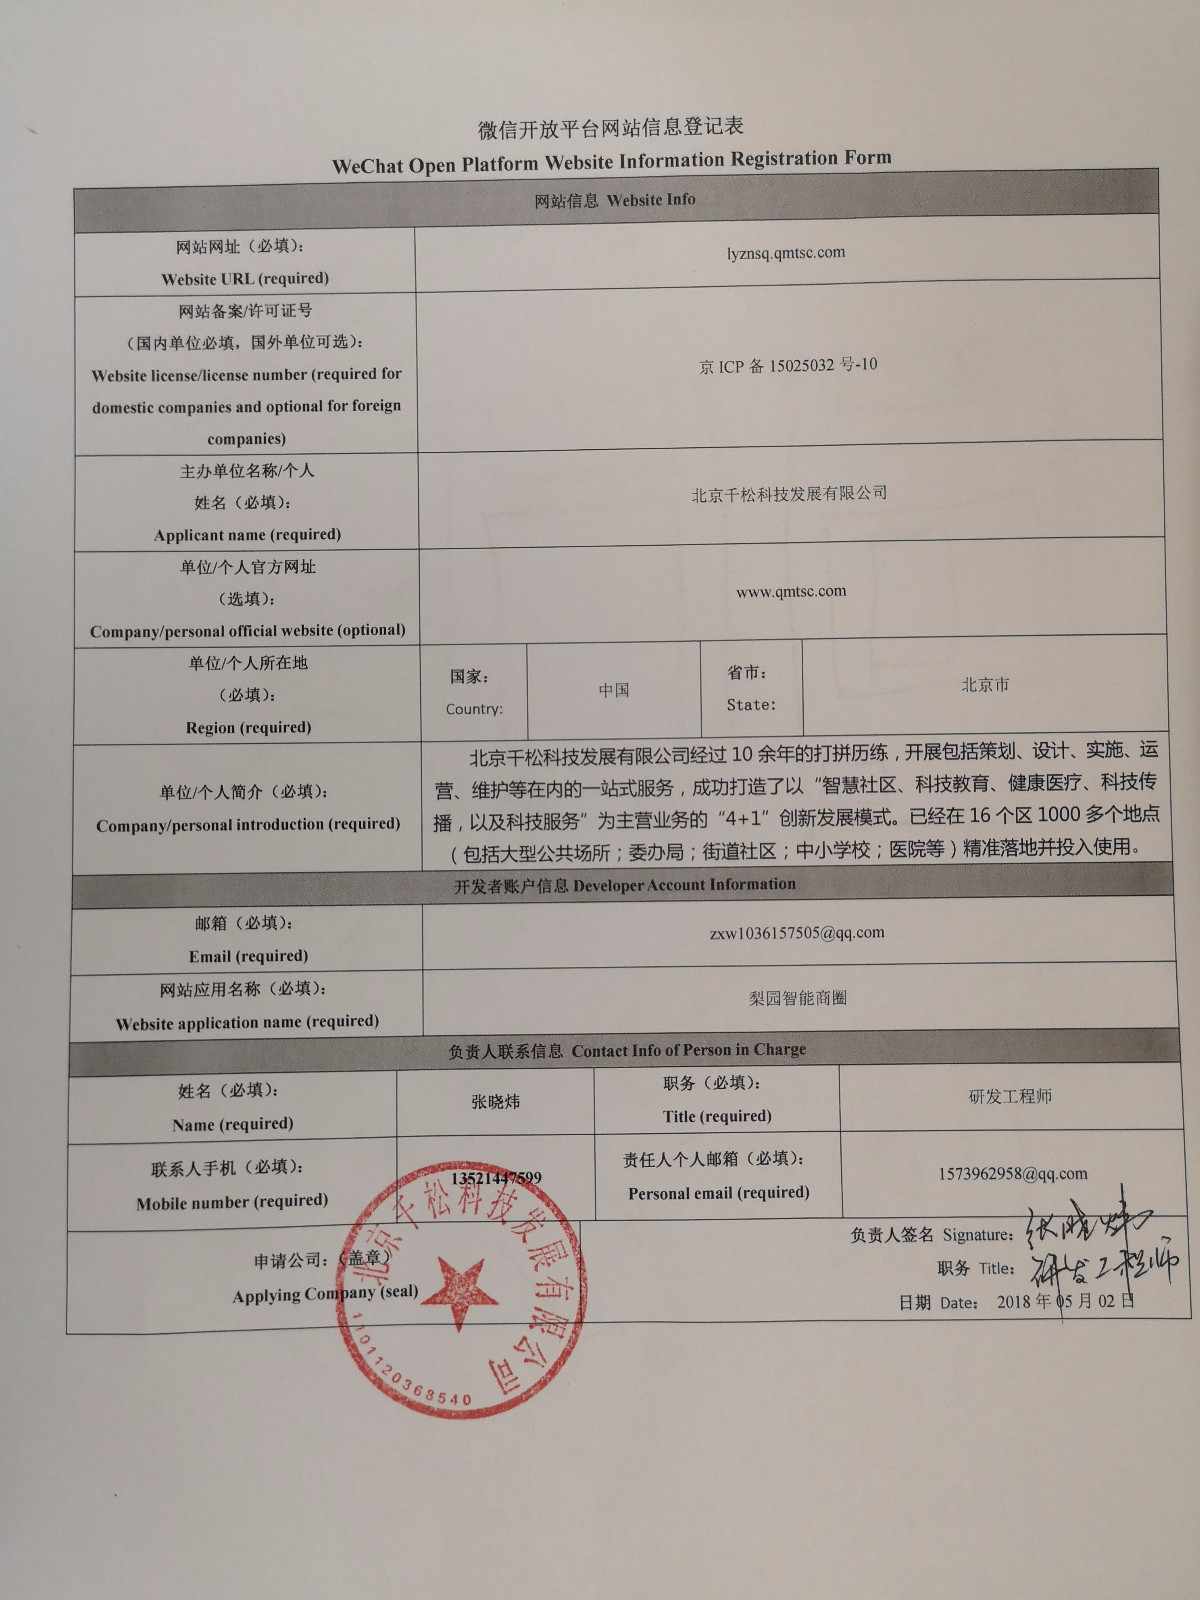 微信开放平台网站信息登记表
WeChat Open Platform Website Information Registration Form
网站信息 Website Info
网站网址（必填）：
Website URL (required)
lyznsq.qmtsc.com
网站备案/许可证号
（国内单位必填，国外单位可选）：
Website license/license number (required for
domestic companies and optional for foreign
companies)
京 ICP 备 15025032 号-10
主办单位名称/个人
姓名（必填）：
Applicant name (required)
北京千松科技发展有限公司
单位/个人官方网址
（选填）：
Company/personal official website (optional)
www.qmtsc.com
单位/个人所在地
（必填）：
Region (required)
国家：
Country:
中国
省市：
State:
北京市
单位/个人简介（必填）：
Company/personal introduction (required)
北京千松科技发展有限公司经过 10 余年的打拼历练，开展包括策划、设计、实施、运
营、维护等在内的一站式服务，成功打造了以“智慧社区、科技教育、健康医疗、科技传
播，以及科技服务”为主营业务的“4+1”创新发展模式。已经在 16 个区 1000 多个地点
（包括大型公共场所；委办局；街道社区；中小学校；医院等）精准落地并投入使用。
开发者账户信息 Developer Account Information
邮箱（必填）：
Email (required)
zxw1036157505@qq.com
网站应用名称（必填）：
Website application name (required)
梨园智能商圈
负责人联系信息 Contact Info of Person in Charge
姓名（必填）：
Name (required)
张晓炜
职务（必填）：
Title (required)
研发工程师
联系人手机（必填）：
Mobile number (required)
13521447599
责任人个人邮箱（必填）：
Personal email (required)
1573962958@qq.com
申请公司：（盖章）
Applying Company (seal)
北京千松科技发展有限公司
1101120368540
负责人签名 Signature: 张晓炜
职务 Title: 研发工程师
日期 Date: 2018 年 05 月 02 日